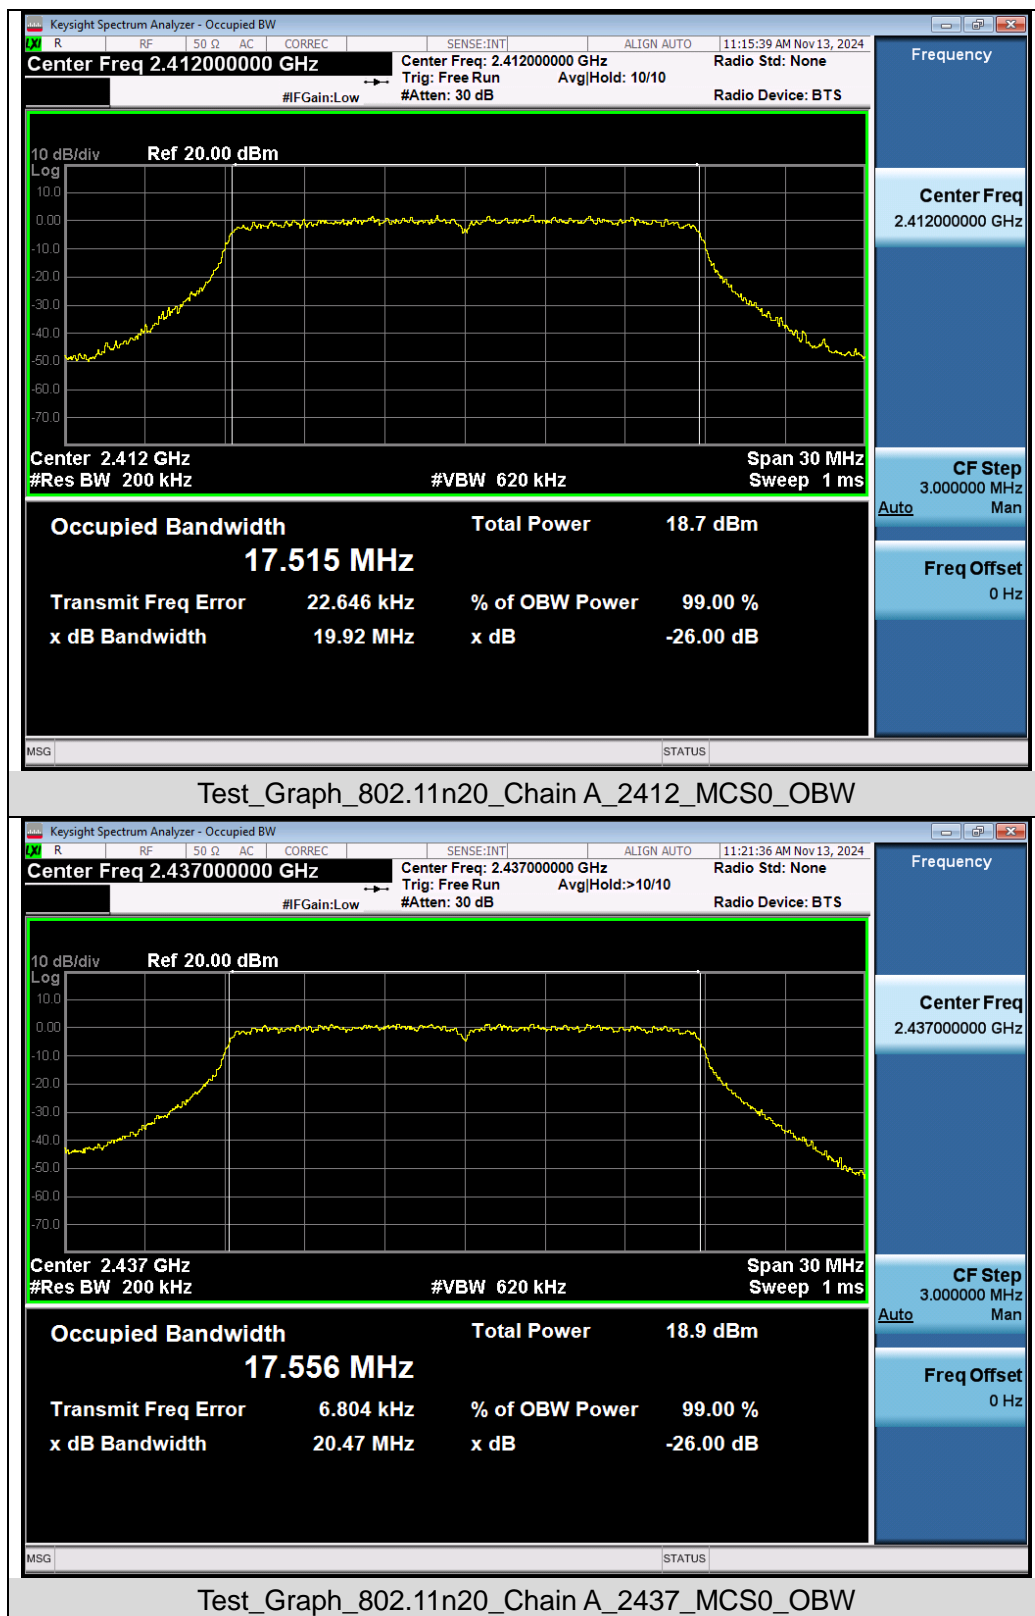 Keysight Spectrum Analyzer - Occupied BW
LXI R RF 50 Ω AC CORREC SENSE:INT ALIGN AUTO 11:15:39 AM Nov 13, 2024
Center Freq 2.412000000 GHz Center Freq: 2.412000000 GHz Radio Std: None
Trig: Free Run Avg|Hold: 10/10
#IFGain:Low #Atten: 30 dB Radio Device: BTS
Frequency
10 dB/div Ref 20.00 dBm
Log
10.0
0.00
-10.0
-20.0
-30.0
-40.0
-50.0
-60.0
-70.0
Center 2.412 GHz Span 30 MHz
#Res BW 200 kHz #VBW 620 kHz Sweep 1 ms
Center Freq
2.412000000 GHz
CF Step
3.000000 MHz
Auto Man
Freq Offset
0 Hz
Occupied Bandwidth Total Power 18.7 dBm
17.515 MHz
Transmit Freq Error 22.646 kHz % of OBW Power 99.00 %
x dB Bandwidth 19.92 MHz x dB -26.00 dB
MSG STATUS
Test_Graph_802.11n20_Chain A_2412_MCS0_OBW
Keysight Spectrum Analyzer - Occupied BW
LXI R RF 50 Ω AC CORREC SENSE:INT ALIGN AUTO 11:21:36 AM Nov 13, 2024
Center Freq 2.437000000 GHz Center Freq: 2.437000000 GHz Radio Std: None
Trig: Free Run Avg|Hold:>10/10
#IFGain:Low #Atten: 30 dB Radio Device: BTS
Frequency
10 dB/div Ref 20.00 dBm
Log
10.0
0.00
-10.0
-20.0
-30.0
-40.0
-50.0
-60.0
-70.0
Center 2.437 GHz Span 30 MHz
#Res BW 200 kHz #VBW 620 kHz Sweep 1 ms
Center Freq
2.437000000 GHz
CF Step
3.000000 MHz
Auto Man
Freq Offset
0 Hz
Occupied Bandwidth Total Power 18.9 dBm
17.556 MHz
Transmit Freq Error 6.804 kHz % of OBW Power 99.00 %
x dB Bandwidth 20.47 MHz x dB -26.00 dB
MSG STATUS
Test_Graph_802.11n20_Chain A_2437_MCS0_OBW